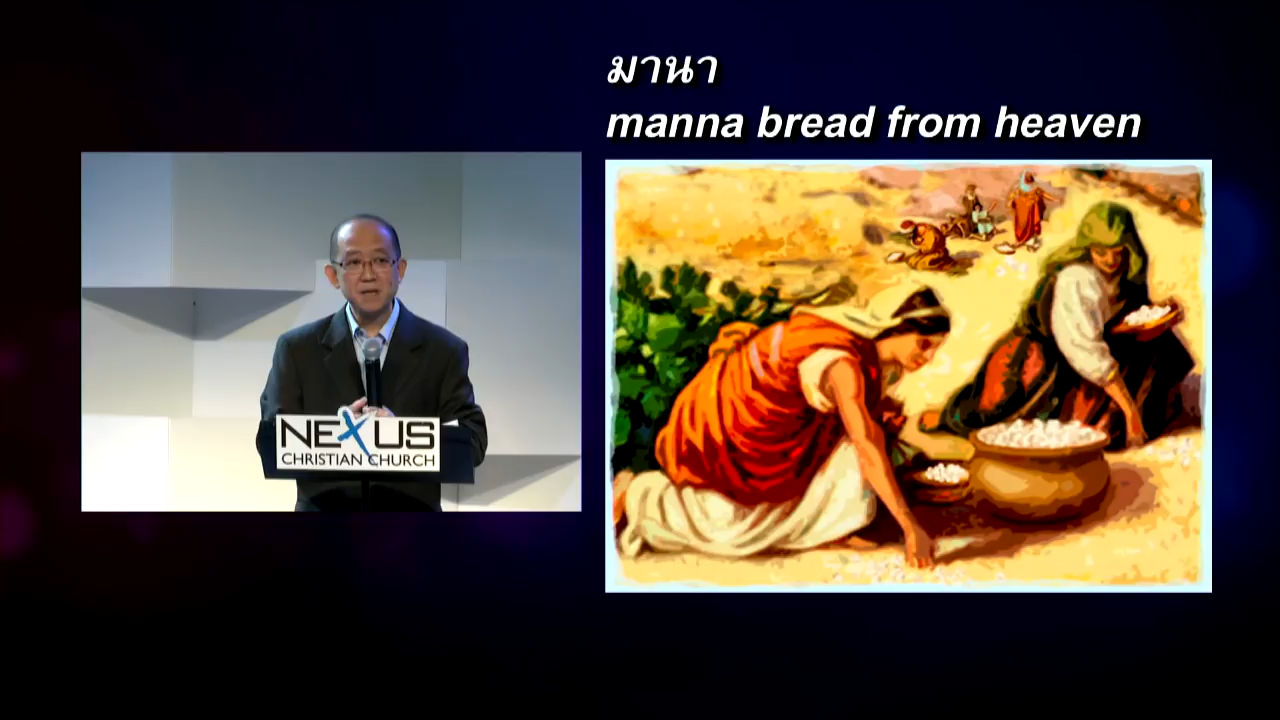 มานา
manna bread from heaven
NEXUS
CHRISTIAN CHURCH